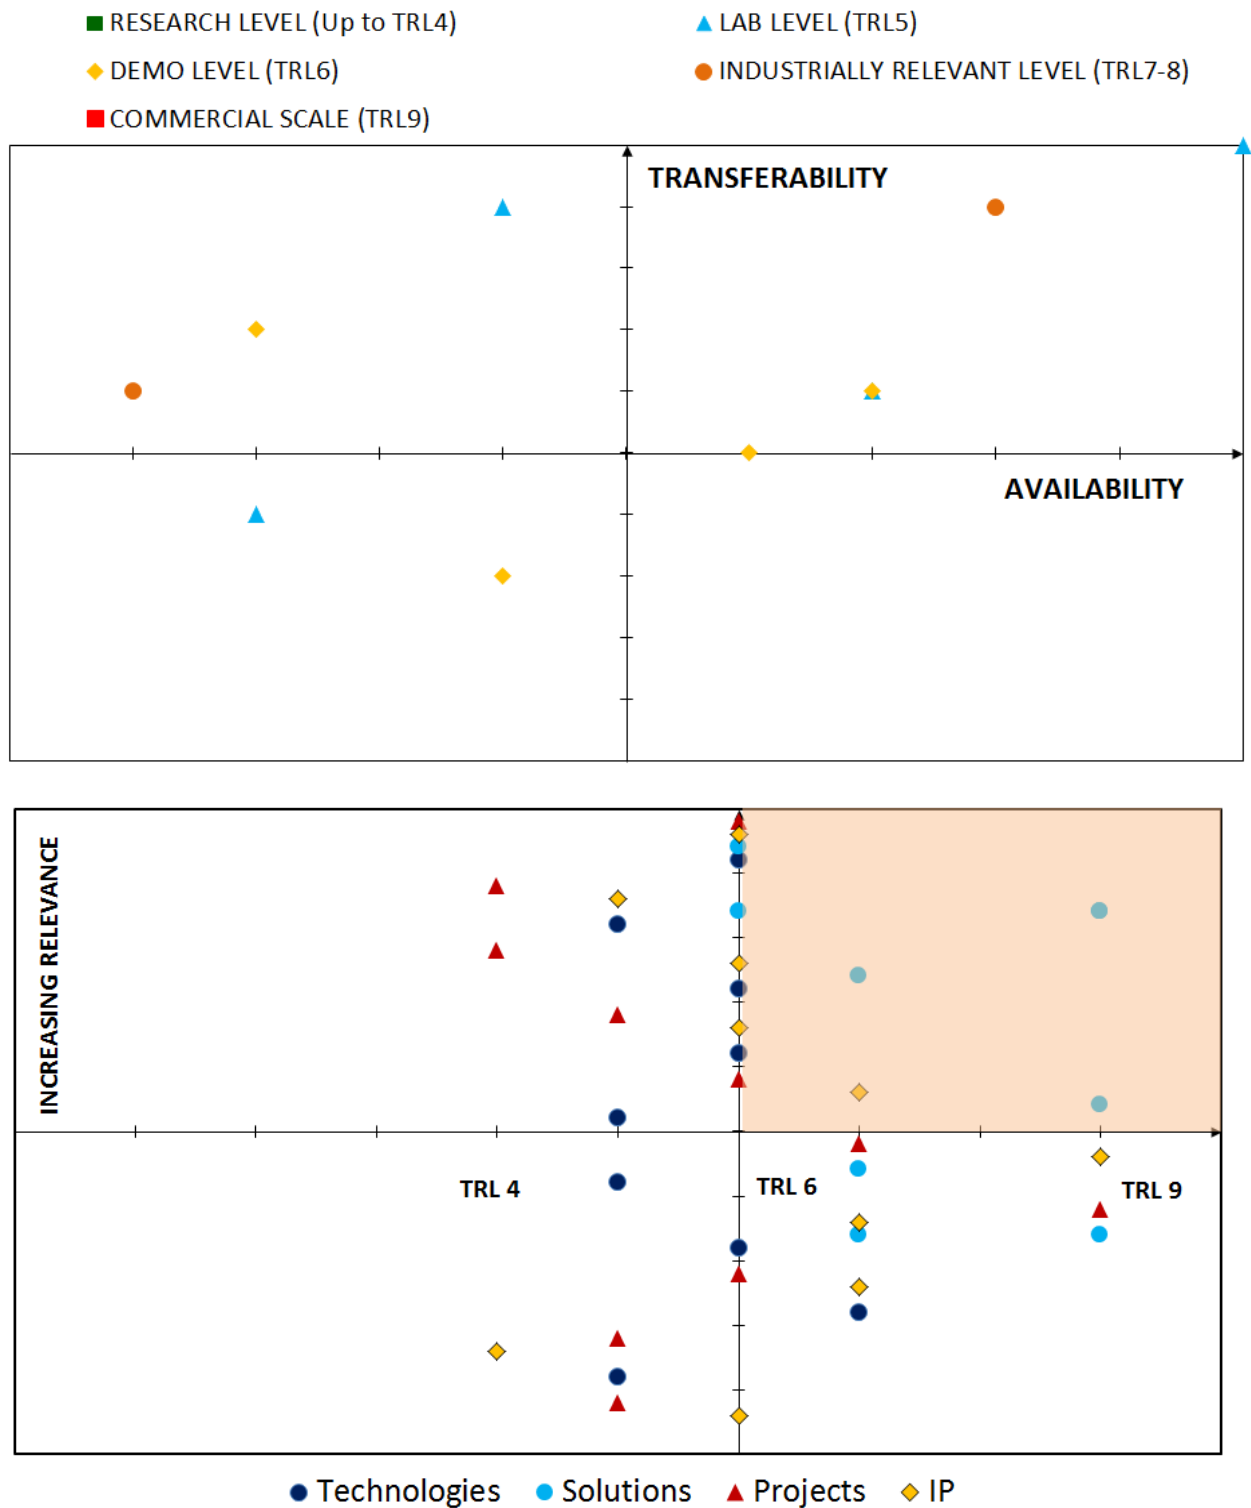 RESEARCH LEVEL (Up to TRL4)
LAB LEVEL (TRL5)
DEMO LEVEL (TRL6)
INDUSTRIALLY RELEVANT LEVEL (TRL7-8)
COMMERCIAL SCALE (TRL9)
TRANSFERABILITY
AVAILABILITY
INCREASING RELEVANCE
TRL 4
TRL 6
TRL 9
Technologies
Solutions
Projects
IP